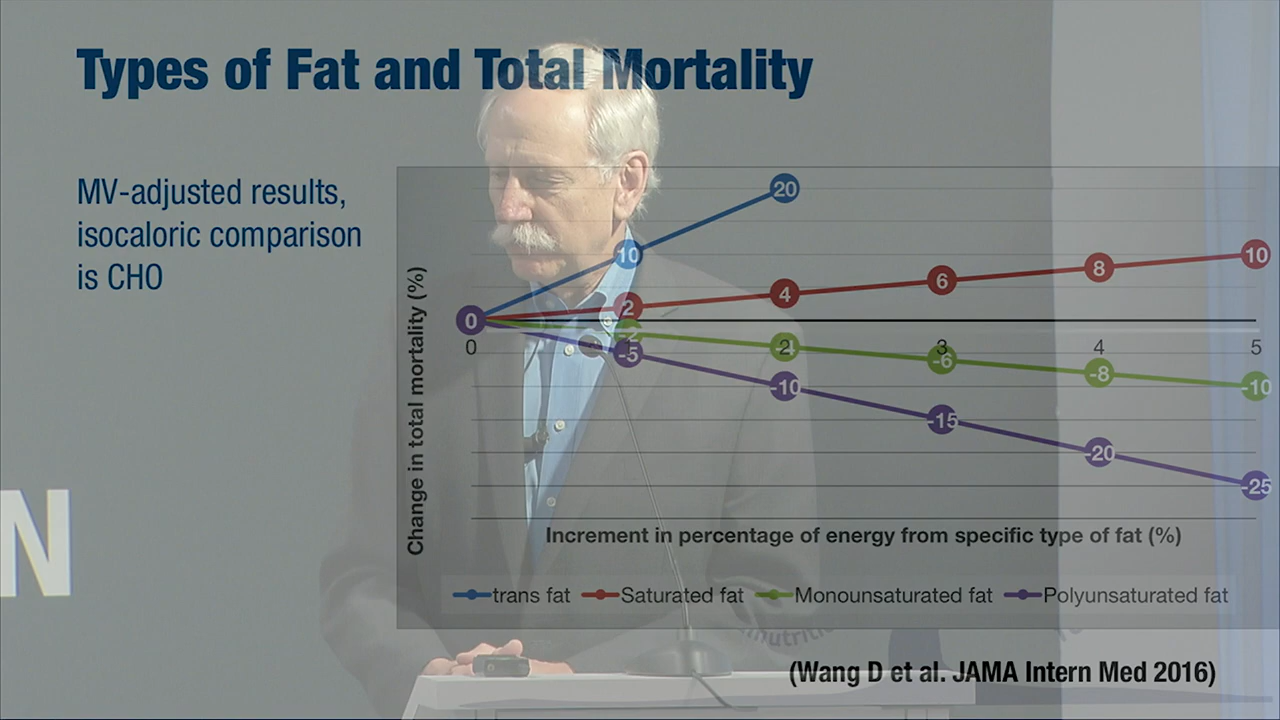 Types of Fat and Total Mortality
MV-adjusted results,
isocaloric comparison
is CHO
Change in total mortality (%)
20
10
0
2
4
6
8
10
-2
-4
-6
-8
-10
-5
-10
-15
-20
-25
0
2
3
4
5
Increment in percentage of energy from specific type of fat (%)
trans fat Saturated fat Monounsaturated fat Polyunsaturated fat
(Wang D et al. JAMA Intern Med 2016)
N